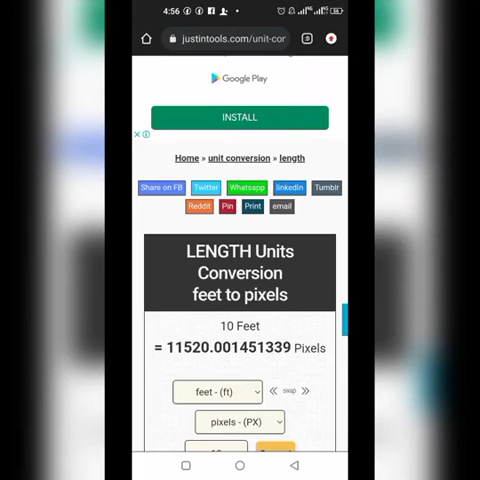 4:56
justintools.com/unit-con
Google Play
INSTALL
Home » unit conversion » length
Share on FB Twitter Whatsapp linkedin Tumblr
Reddit Pin Print email
LENGTH Units
Conversion
feet to pixels
10 Feet
= 11520.001451339 Pixels
feet - (ft) swap
pixels - (PX)